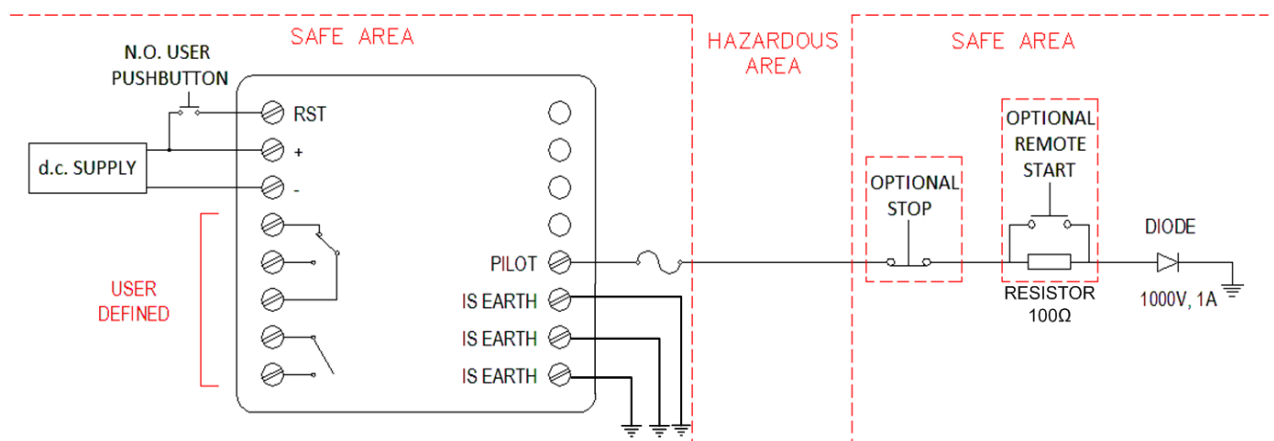 SAFE AREA
HAZARDOUS
AREA
SAFE AREA
N.O. USER
PUSHBUTTON
RST
+
-
d.c. SUPPLY
USER
DEFINED
PILOT
IS EARTH
IS EARTH
IS EARTH
OPTIONAL
STOP
OPTIONAL
REMOTE
START
RESISTOR
100Ω
DIODE
1000V, 1A